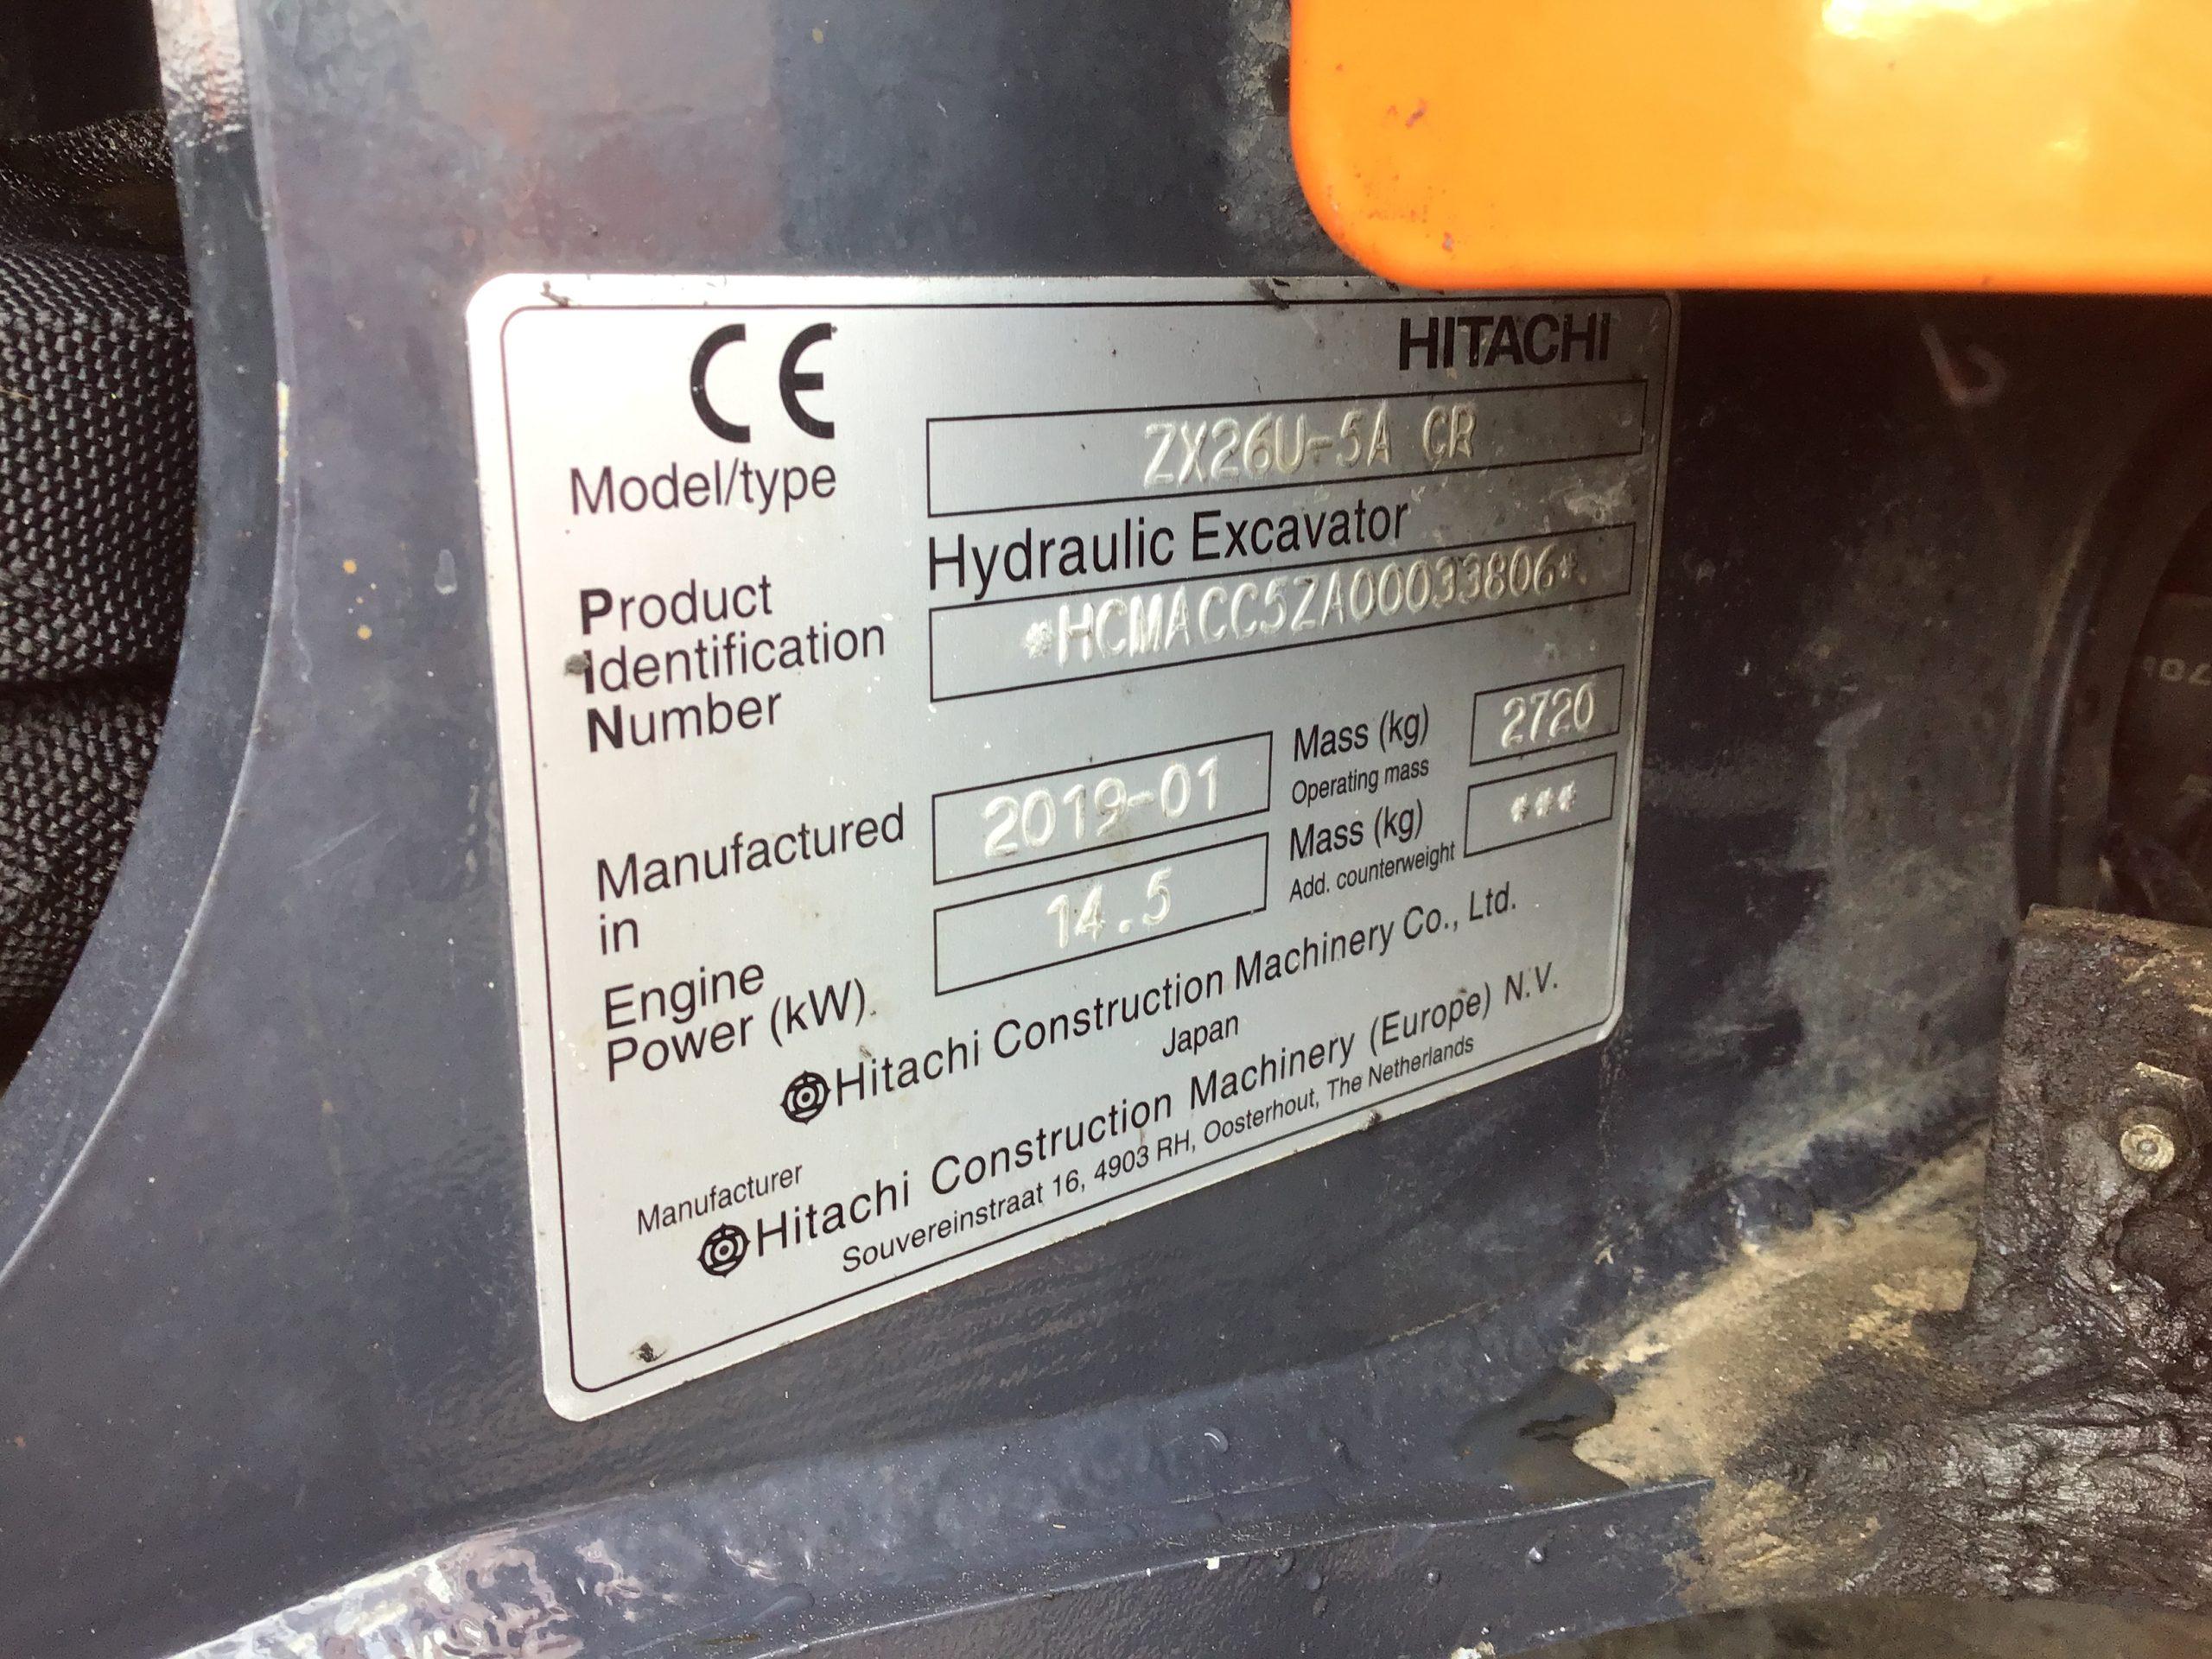 CE
HITACHI
Model/type
ZX26U-5A CR
Hydraulic Excavator
Product
Identification
Number
*HCMACC5ZA00033806*
Manufactured
in
2019-01
Mass (kg)
Operating mass
2720
Engine
Power (kW)
14.5
Mass (kg)
Add. counterweight
***
Hitachi Construction Machinery Co., Ltd.
Japan
Manufacturer
Hitachi Construction Machinery (Europe) N.V.
Souvereinstraat 16, 4903 RH, Oosterhout, The Netherlands